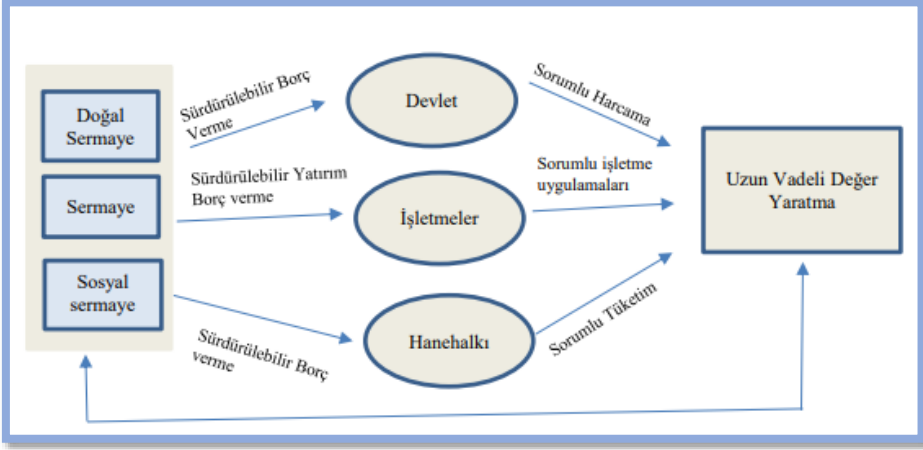 Doğal
Sermaye
Sermaye
Sosyal
sermaye
Sürdürülebilir Borç
Verme
Sürdürülebilir Yatırım
Borç verme
Sürdürülebilir Borç
verme
Devlet
İşletmeler
Hanehalkı
Sorumlu Harcama
Sorumlu işletme
uygulamaları
Sorumlu Tüketim
Uzun Vadeli Değer
Yaratma